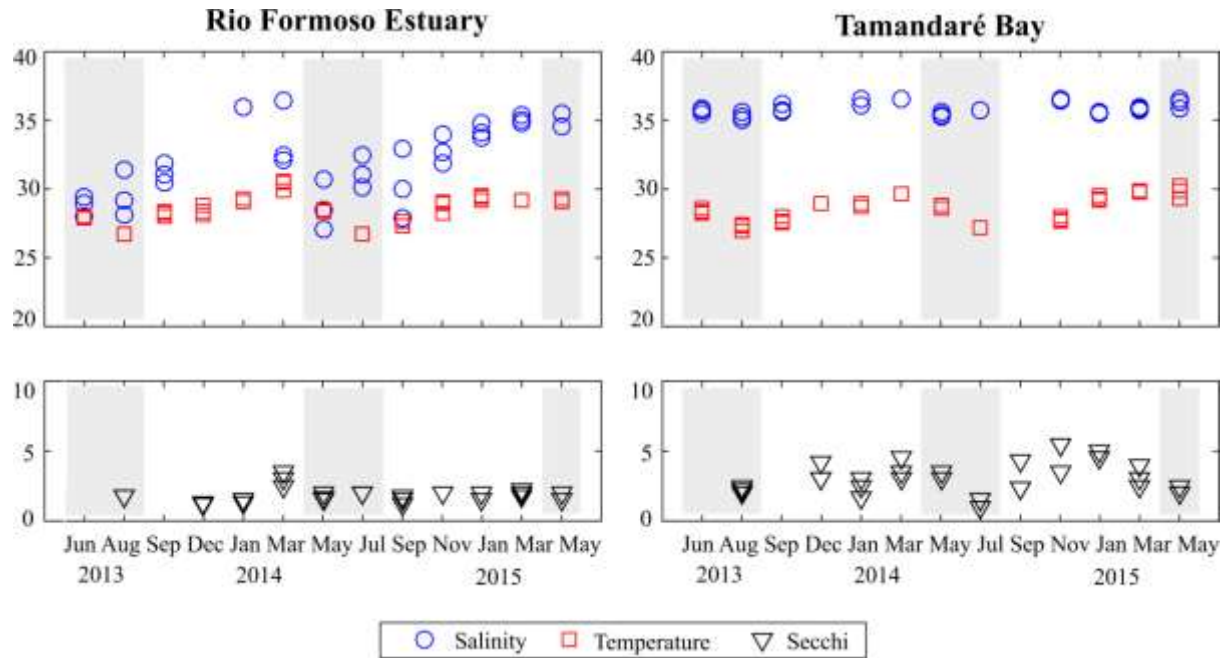 Rio Formoso Estuary
Tamandaré Bay
40
35
30
25
20
40
35
30
25
20
10
5
0
10
5
0
Jun Aug Sep Dec Jan Mar May Jul Sep Nov Jan Mar May
2013 2014 2015
Jun Aug Sep Dec Jan Mar May Jul Sep Nov Jan Mar May
2013 2014 2015
Salinity Temperature Secchi